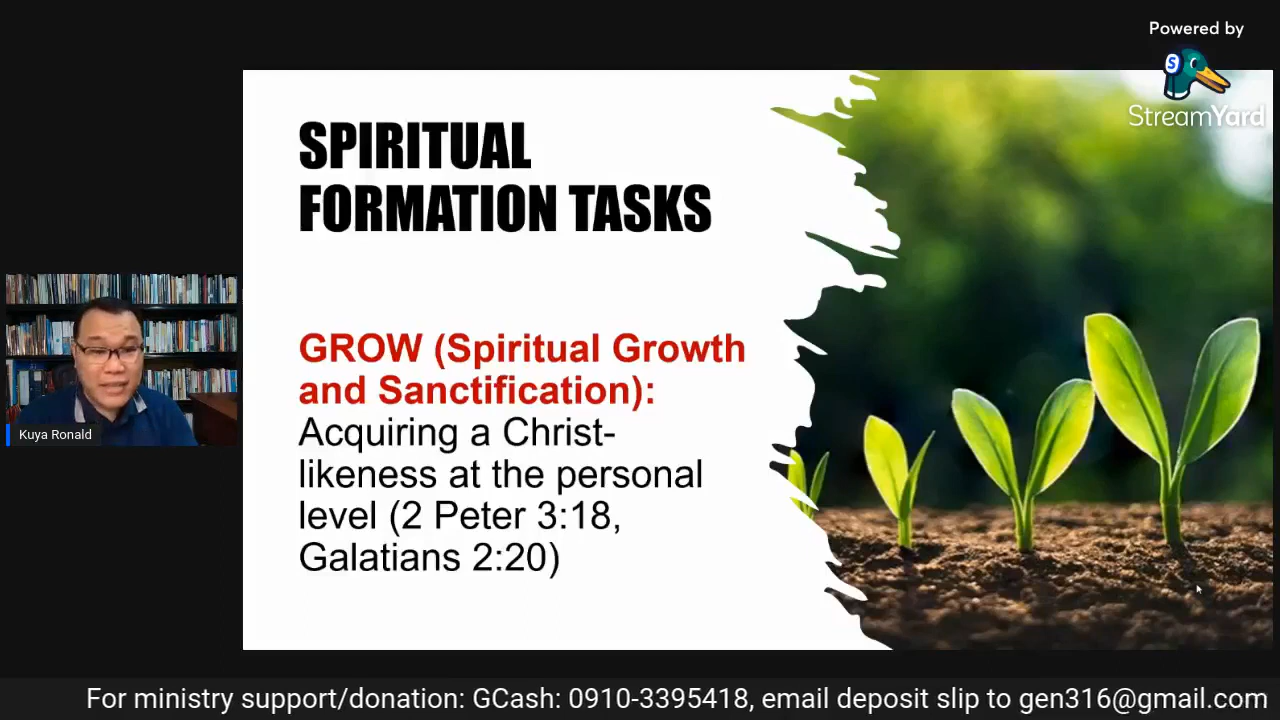 Powered by
S
StreamYard
SPIRITUAL
FORMATION TASKS
GROW (Spiritual Growth
and Sanctification):
Acquiring a Christ-
likeness at the personal
level (2 Peter 3:18,
Galatians 2:20)
Kuya Ronald
For ministry support/donation: GCash: 0910-3395418, email deposit slip to gen316@gmail.com